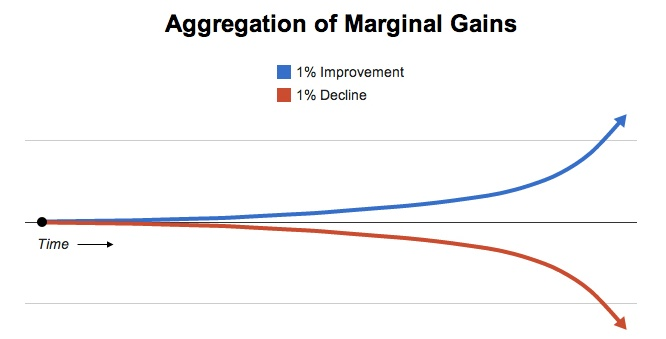 Aggregation of Marginal Gains
1% Improvement
1% Decline
Time